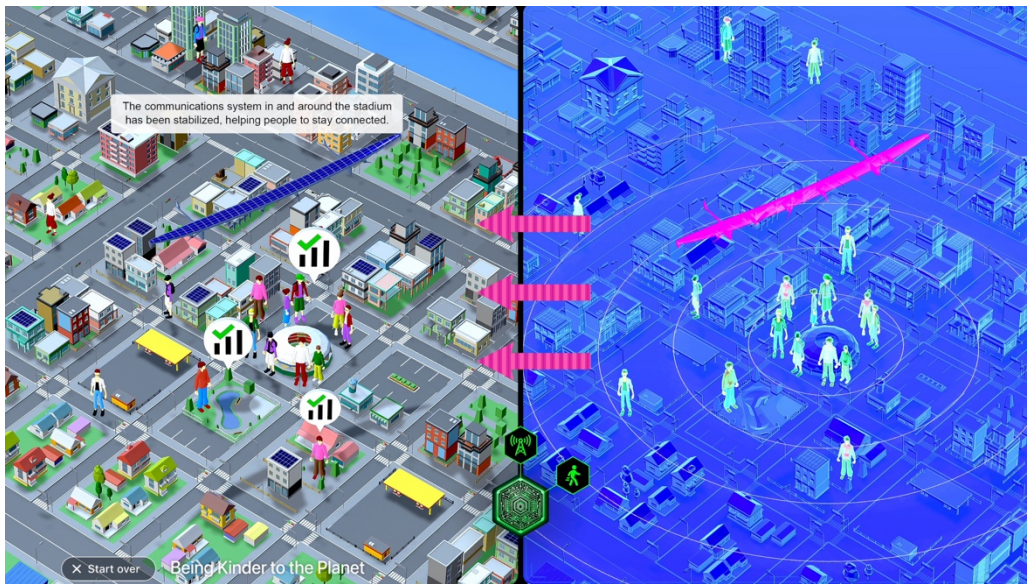 The communications system in and around the stadium
has been stabilized, helping people to stay connected.
Start over
Being Kinder to the Planet